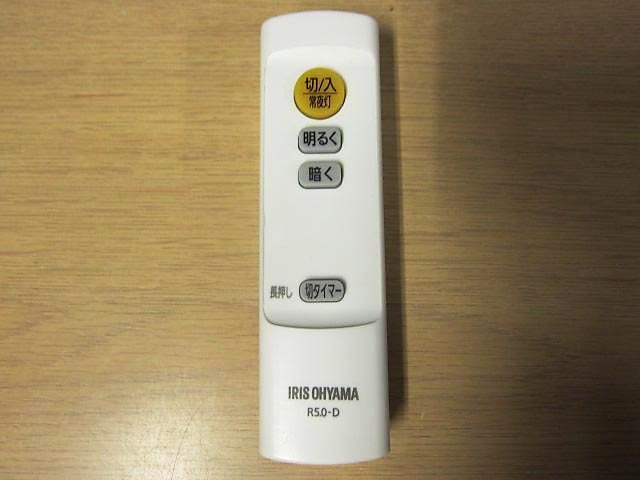 切/入
常夜灯
明るく
暗く
長押し 切タイマー
IRIS OHYAMA
R5.0-D